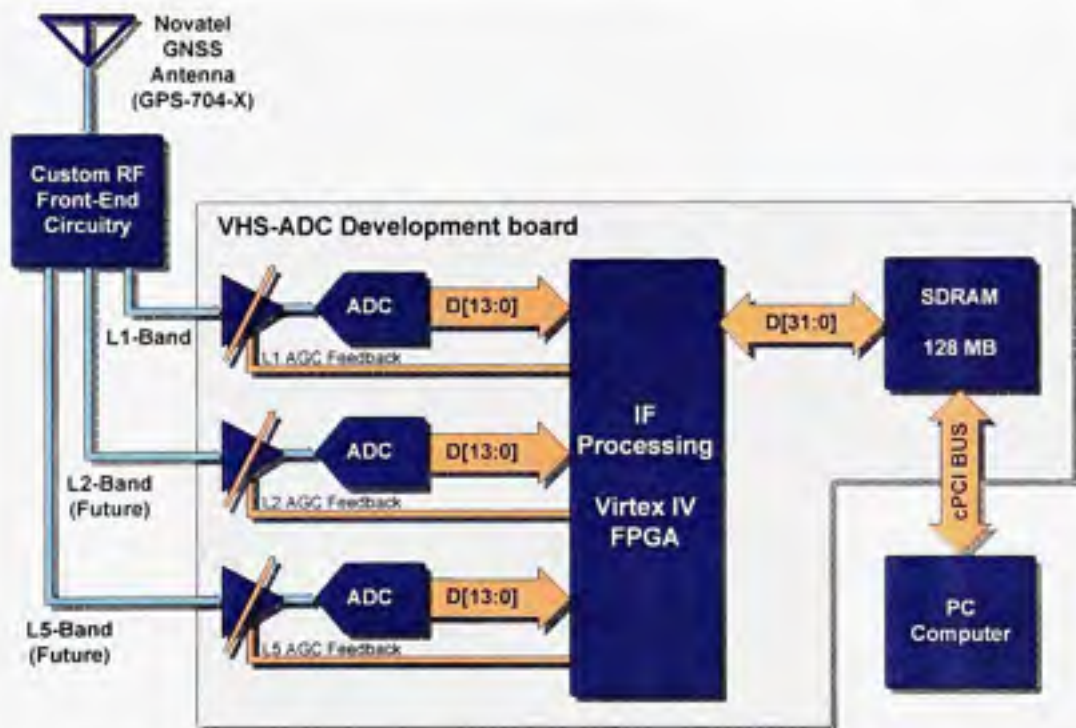 Novatel
GNSS
Antenna
(GPS-704-X)
Custom RF
Front-End
Circuitry
VHS-ADC Development board
L1-Band
ADC
D[13:0]
L1 AGC Feedback
L2-Band
(Future)
ADC
D[13:0]
L2 AGC Feedback
L5-Band
(Future)
ADC
D[13:0]
L5 AGC Feedback
IF
Processing
Virtex IV
FPGA
D[31:0]
SDRAM
128 MB
cPCI BUS
PC
Computer